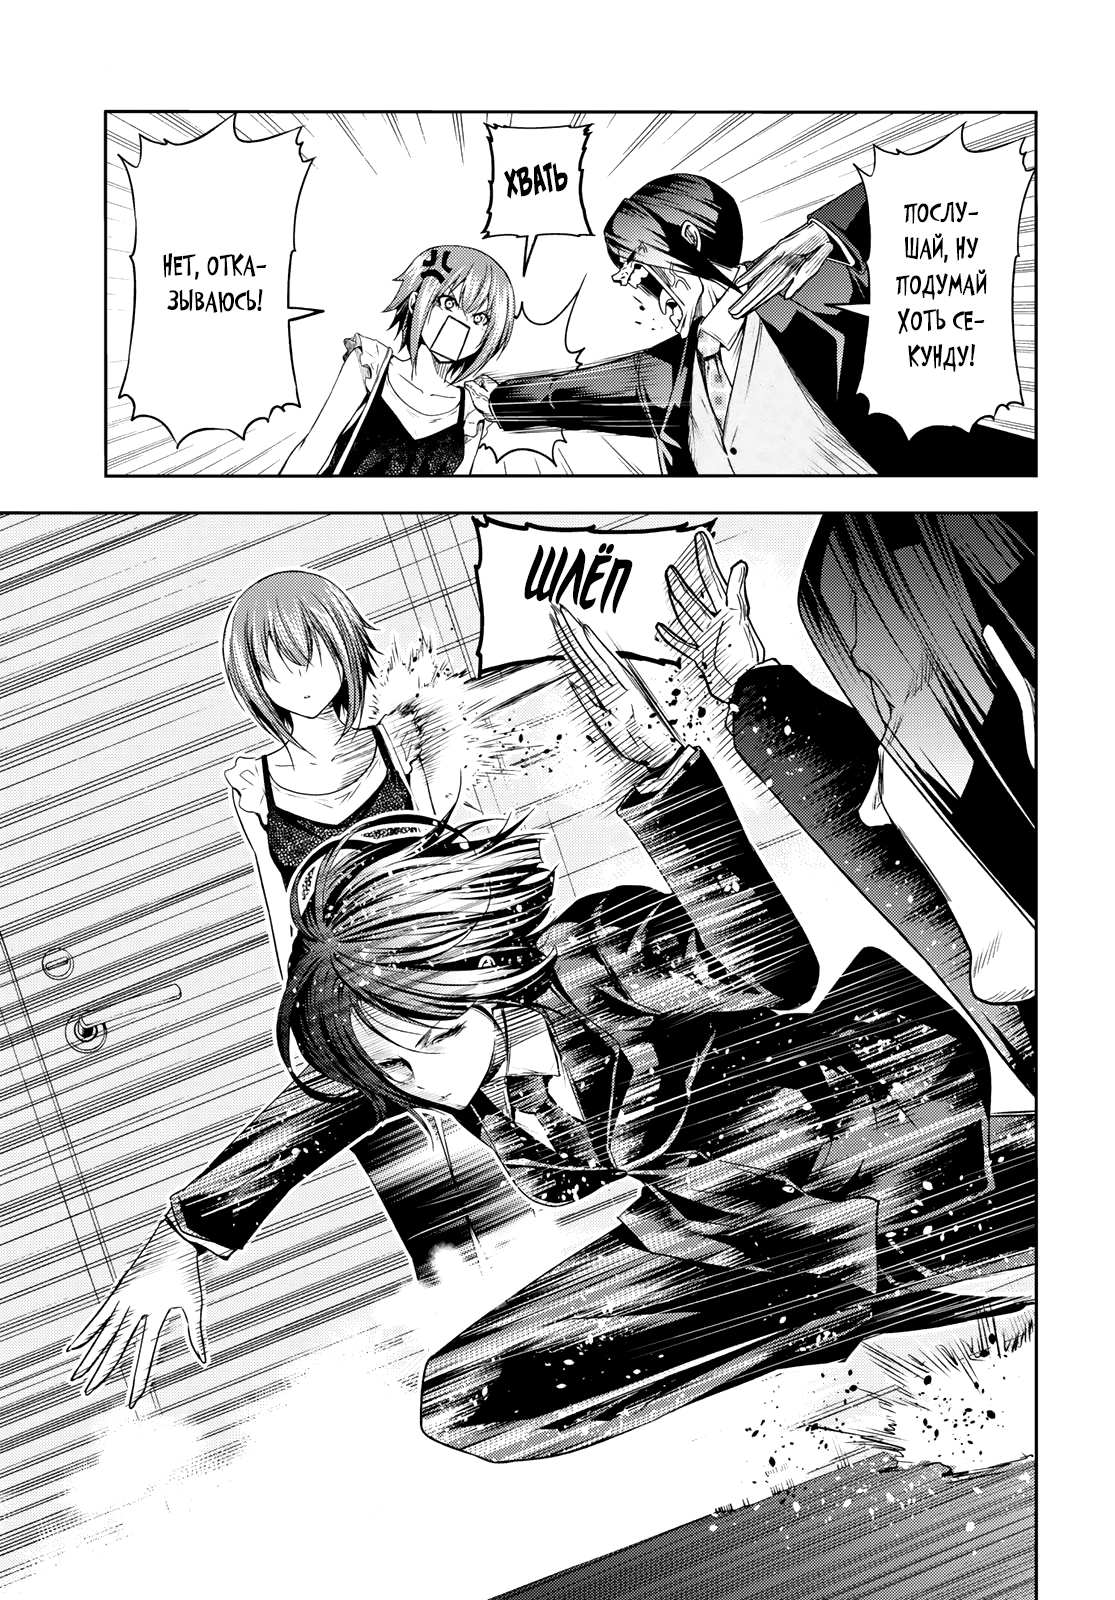 ПОСЛУ-
ШАЙ, НУ
ПОДУМАЙ
ХОТЬ СЕ-
КУНДУ!
ХВАТЬ
НЕТ, ОТКА-
ЗЫВАЮСЬ!
ШЛЁП